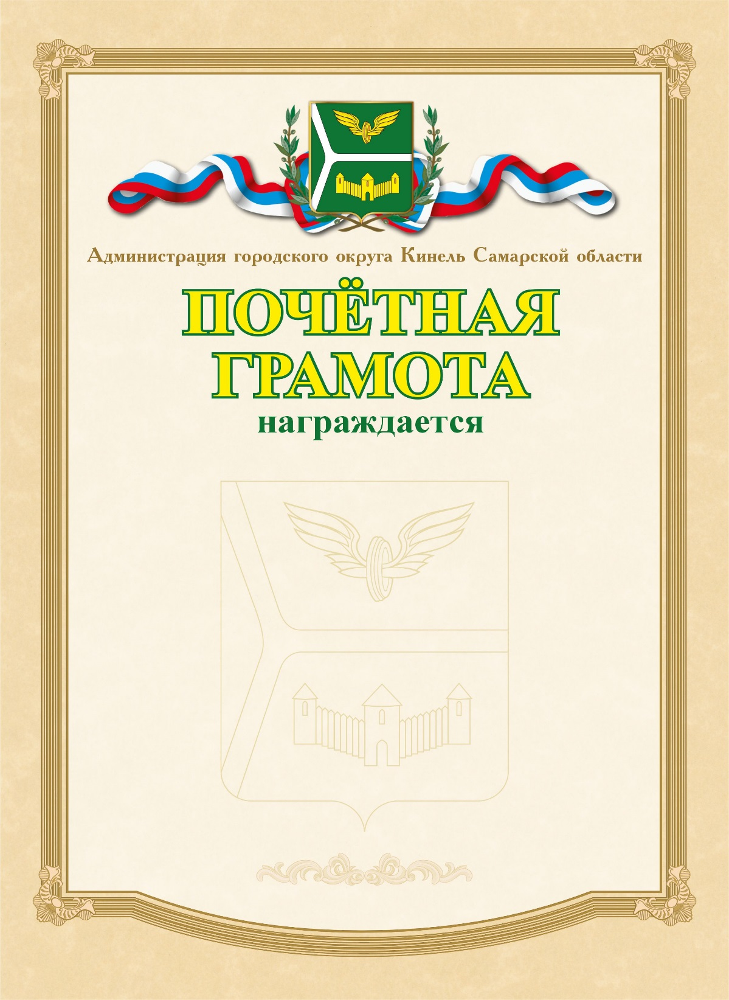 Администрация городского округа Кинель Самарской области
ПОЧЁТНАЯ
ГРАМОТА
награждается